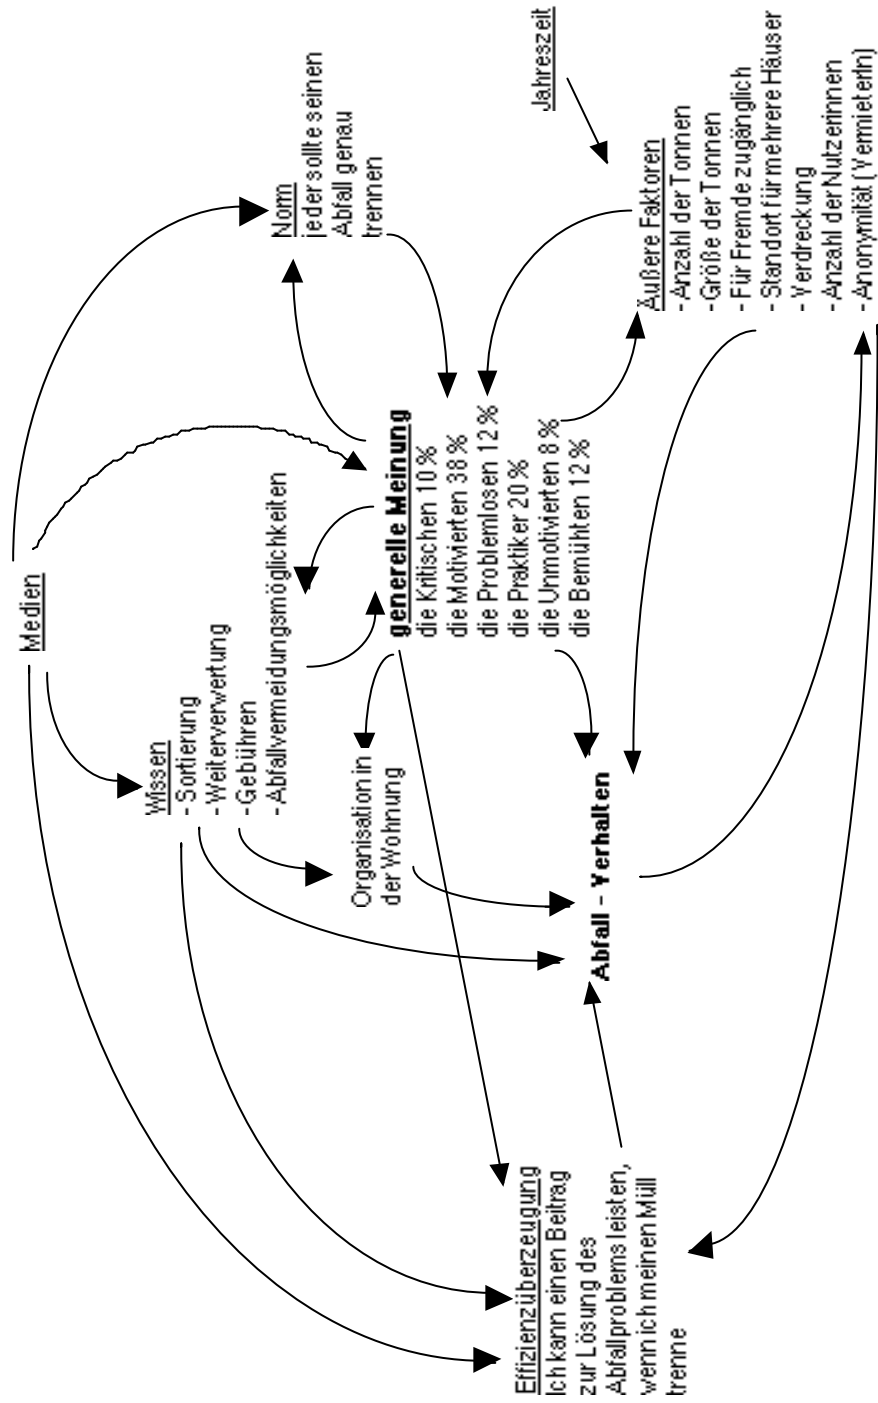 Medien
Wissen
- Sortierung
- Weiterverwertung
- Gebühren
- Abfallvermeidungsmöglichkeiten
Norm
jeder sollte seinen
Abfall genau
trennen
Organisation in
der Wohnung
generelle Meinung
die Kritischen 10 %
die Motivierten 38 %
die Problemlosen 12 %
die Praktiker 20 %
die Unmotivierten 8 %
die Bemühten 12 %
Jahreszeit
Effizienzüberzeugung
Ich kann einen Beitrag
zur Lösung des
Abfallproblems leisten,
wenn ich meinen Müll
trenne
Abfall - Verhalten
Äußere Faktoren
- Anzahl der Tonnen
- Größe der Tonnen
- Für Fremde zugänglich
- Standort für mehrere Häuser
- Verdreckung
- Anzahl der Nutzerinnen
- Anonymität ( VermieterIn)